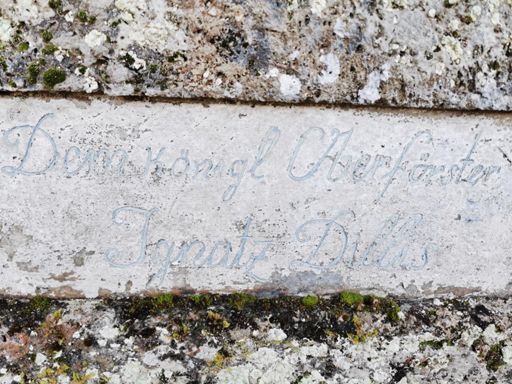 Dem königl Oberförster
Ignatz Dillis